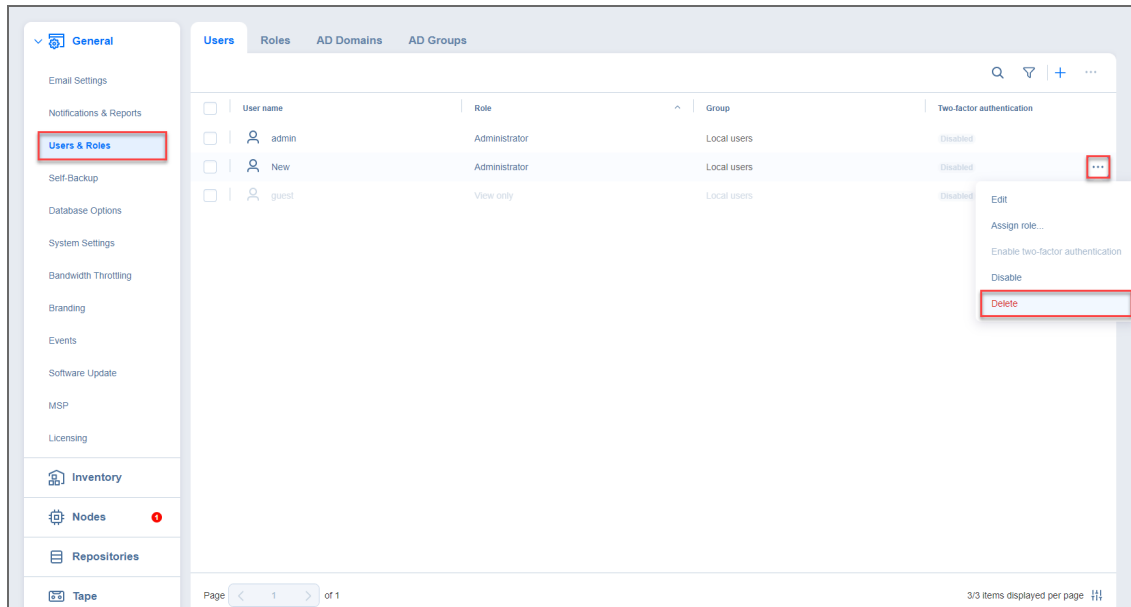 General
Email Settings
Notifications & Reports
Users & Roles
Self-Backup
Database Options
System Settings
Bandwidth Throttling
Branding
Events
Software Update
MSP
Licensing
Inventory
Nodes 1
Repositories
Tape
Users Roles AD Domains AD Groups
User name Role Group Two-factor authentication
admin Administrator Local users Disabled
New Administrator Local users Disabled
guest View only Local users Disabled
Edit
Assign role...
Enable two-factor authentication
Disable
Delete
Page 1 of 1
3/3 items displayed per page